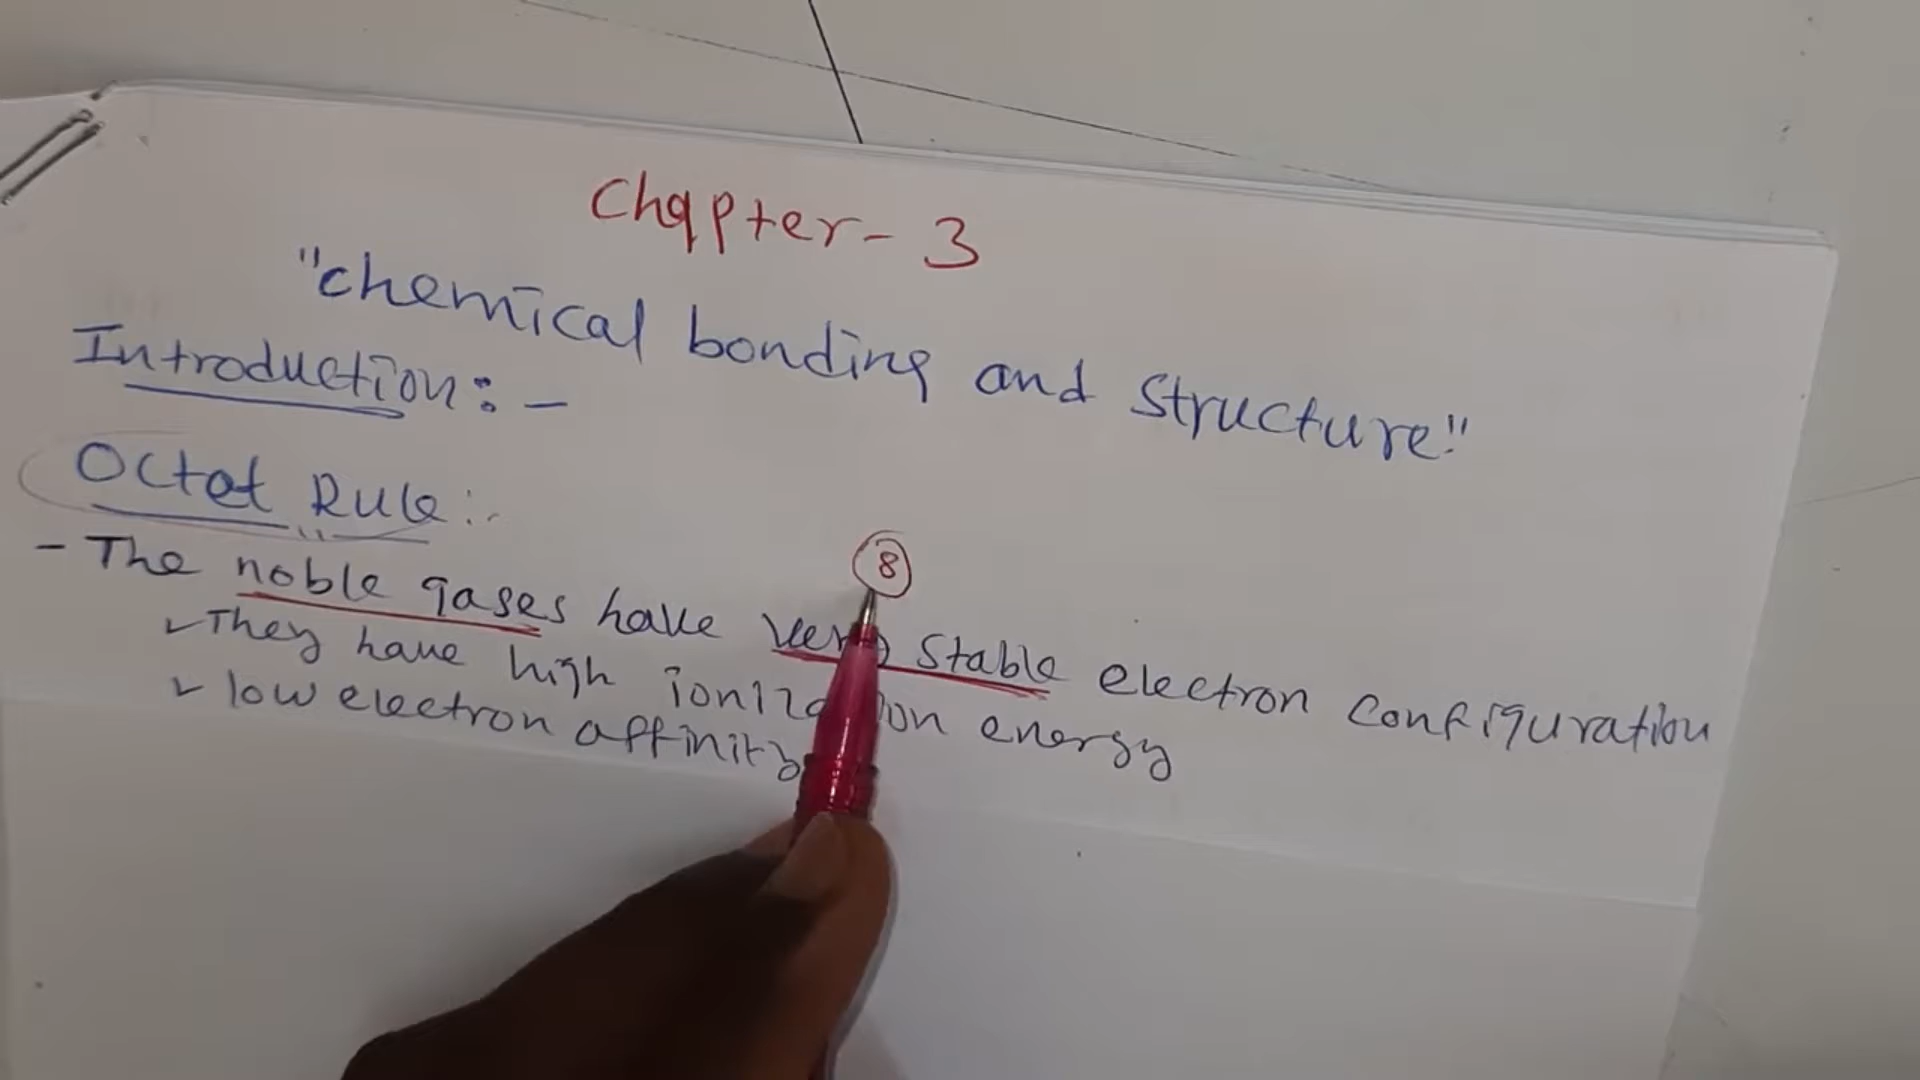 Chapter- 3
"chemical bonding and Structure"
Introduction:-
Octet Rule:-
8
- The noble gases have very stable electron configuration
✓They have high ionization energy
✓ low electron affinity